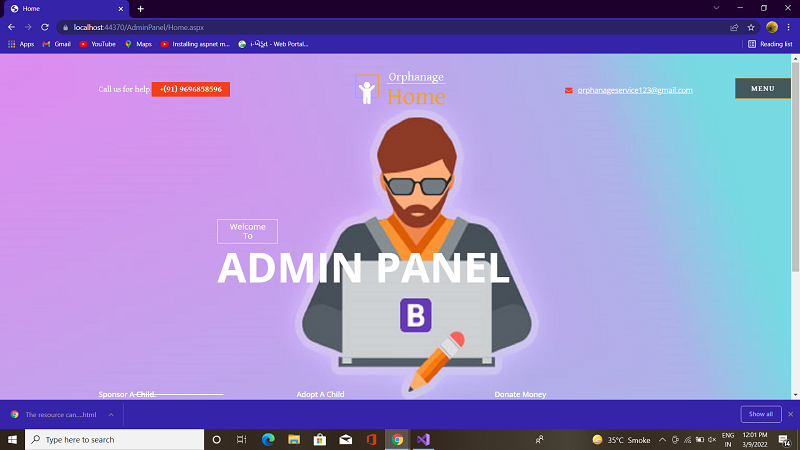 Home
localhost:44370/AdminPanel/Home.aspx
Apps
Gmail
YouTube
Maps
Installing aspnet m...
Reading list
Call us for help
+(91) 9696858596
Orphanage
Home
orphanageservice123@gmail.com
MENU
Welcome
To
ADMIN PANEL
B
Sponsor A Child.
Adopt A Child
Donate Money
The resource can....html
Show all
Type here to search
35°C Smoke
ENG
IN
12:01 PM
3/9/2022
14